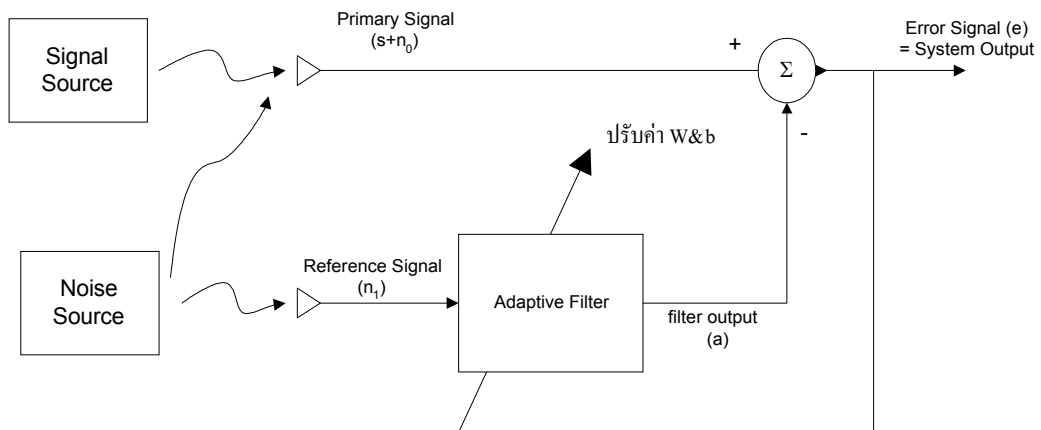 Signal
Source
Primary Signal
(s+n0)
+
Σ
Error Signal (e)
= System Output
-
ปรับค่า W&b
Noise
Source
Reference Signal
(n1)
Adaptive Filter
filter output
(a)